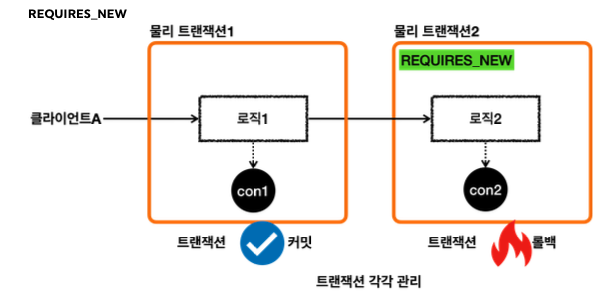 REQUIRES_NEW
물리 트랜잭션1
물리 트랜잭션2
REQUIRES_NEW
클라이언트A
로직1
로직2
con1
con2
트랜잭션 커밋
트랜잭션 롤백
트랜잭션 각각 관리